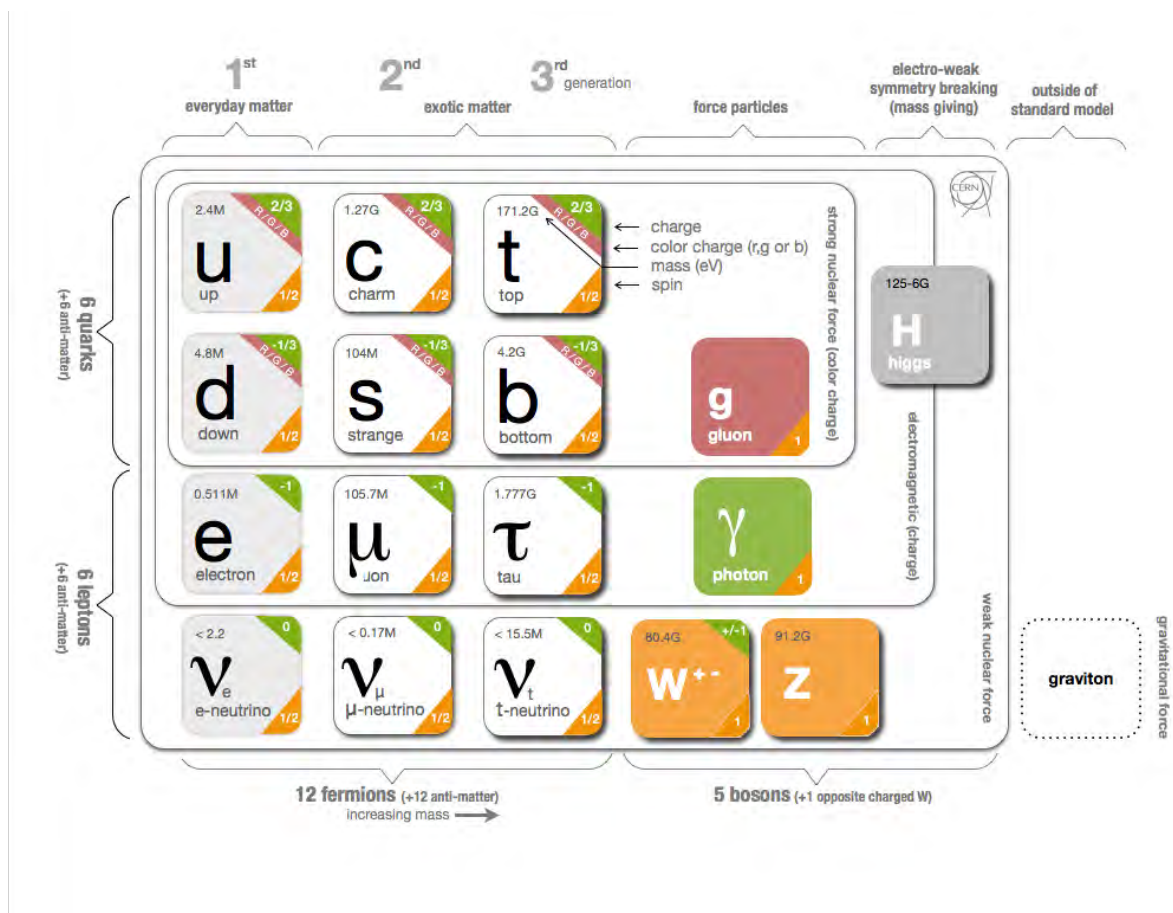 1st
2nd
3rd
generation
everyday matter
exotic matter
force particles
electro-weak
symmetry breaking
(mass giving)
outside of
standard model
6 quarks
(+6 anti-matter)
6 leptons
(+6 anti-matter)
2.4M
2/3
R/G/B
u
up
1/2
1.27G
2/3
R/G/B
c
charm
1/2
171.2G
2/3
R/G/B
t
top
1/2
charge
color charge (r,g or b)
mass (eV)
spin
strong nuclear force (color charge)
CERN
125-6G
H
higgs
4.8M
-1/3
R/G/B
d
down
1/2
104M
-1/3
R/G/B
s
strange
1/2
4.2G
-1/3
R/G/B
b
bottom
1/2
g
gluon
1
electromagnetic (charge)
0.511M
-1
e
electron
1/2
105.7M
-1
μ
uon
1/2
1.777G
-1
τ
tau
1/2
γ
photon
1
weak nuclear force
< 2.2
0
νe
e-neutrino
1/2
< 0.17M
0
νμ
μ-neutrino
1/2
< 15.5M
0
νt
t-neutrino
1/2
80.4G
+/-1
W+-
1
91.2G
Z
1
graviton
gravitational force
12 fermions (+12 anti-matter)
increasing mass
5 bosons (+1 opposite charged W)